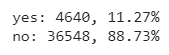 yes: 4640, 11.27%
no: 36548, 88.73%